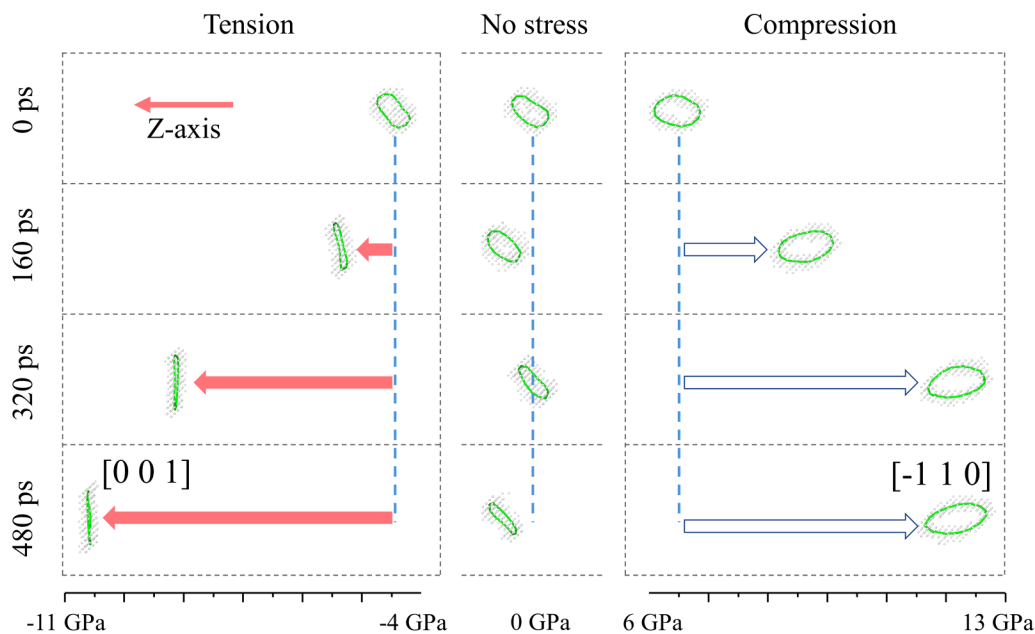 Tension
No stress
Compression
0 ps
Z-axis
160 ps
320 ps
480 ps
[0 0 1]
[-1 1 0]
-11 GPa
-4 GPa
0 GPa
6 GPa
13 GPa